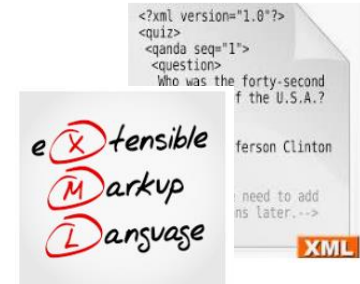 <?xml version="1.0"?>
<quiz>
<qanda seq="1">
<question>
Who was the forty-second
of the U.S.A.?
ferson Clinton
need to add
ns later.-->
eXtensible
Markup
Language
XML